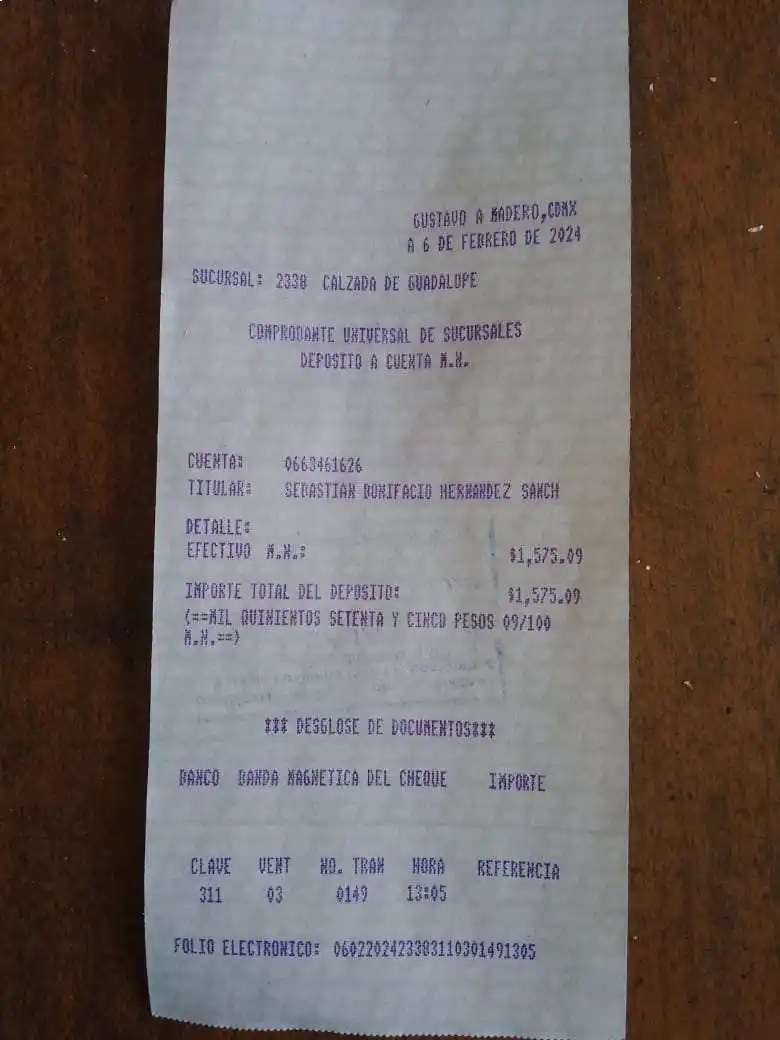 GUSTAVO A MADERO,CDMX
A 6 DE FEBRERO DE 2024
SUCURSAL: 2338 CALZADA DE GUADALUPE
COMPROBANTE UNIVERSAL DE SUCURSALES
DEPOSITO A CUENTA M.N.
CUENTA: 0663461626
TITULAR: SEBASTIAN BONIFACIO HERNANDEZ SANCH
DETALLE:
EFECTIVO M.N.: $1,575.09
IMPORTE TOTAL DEL DEPOSITO: $1,575.09
(==MIL QUINIENTOS SETENTA Y CINCO PESOS 09/100
M.N.==)
*** DESGLOSE DE DOCUMENTOS***
BANCO BANDA MAGNETICA DEL CHEQUE IMPORTE
CLAVE VENT NO. TRAN HORA REFERENCIA
311 03 0149 13:05
FOLIO ELECTRONICO: 0602202423383110301491305